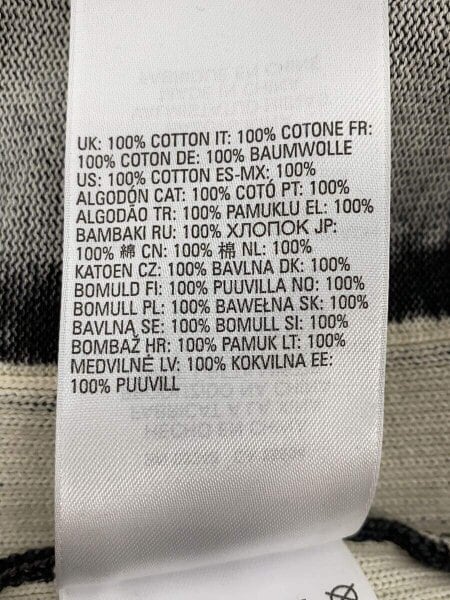 UK: 100% COTTON IT: 100% COTONE FR:
100% COTON DE: 100% BAUMWOLLE
US: 100% COTTON ES-MX: 100%
ALGODÓN CAT: 100% COTÓ PT: 100%
ALGODÃO TR: 100% PAMUKLU EL: 100%
BAMBAKI RU: 100% ХЛОПОК JP:
100% 綿 CN: 100% 棉 NL: 100%
KATOEN CZ: 100% BAVLNA DK: 100%
BOMULD FI: 100% PUUVILLA NO: 100%
BOMULL PL: 100% BAWEŁNA SK: 100%
BAVLNA SE: 100% BOMULL SI: 100%
BOMBAŽ HR: 100% PAMUK LT: 100%
MEDVILNĖ LV: 100% KOKVILNA EE:
100% PUUVILL